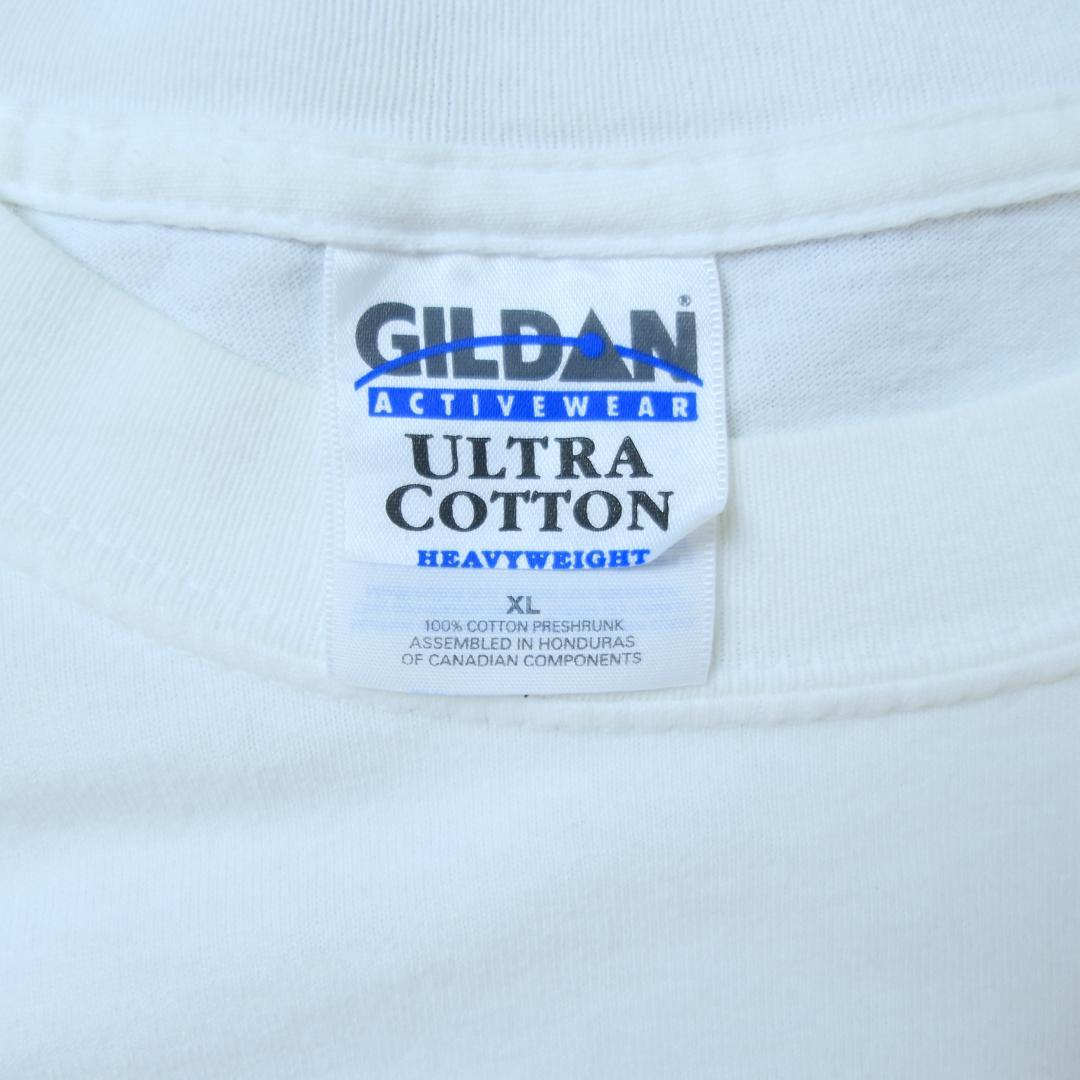 GILDAN®
ACTIVEWEAR
ULTRA
COTTON
HEAVYWEIGHT
XL
100% COTTON PRESHRUNK
ASSEMBLED IN HONDURAS
OF CANADIAN COMPONENTS